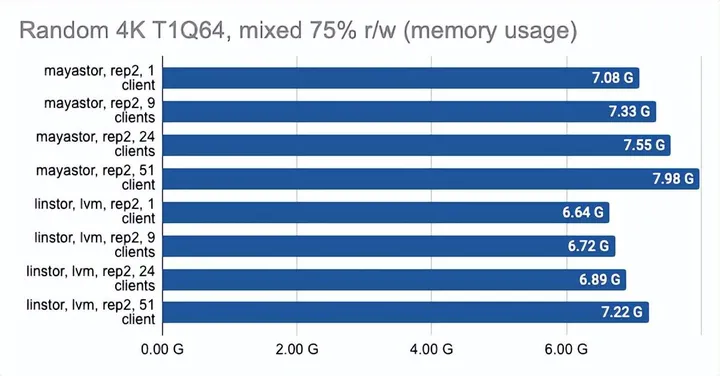 Random 4K T1Q64, mixed 75% r/w (memory usage)
mayastor, rep2, 1
client
7.08 G
mayastor, rep2, 9
clients
7.33 G
mayastor, rep2, 24
clients
7.55 G
mayastor, rep2, 51
client
7.98 G
linstor, lvm, rep2, 1
client
6.64 G
linstor, lvm, rep2, 9
clients
6.72 G
linstor, lvm, rep2, 24
clients
6.89 G
linstor, lvm, rep2, 51
client
7.22 G
0.00 G 2.00 G 4.00 G 6.00 G